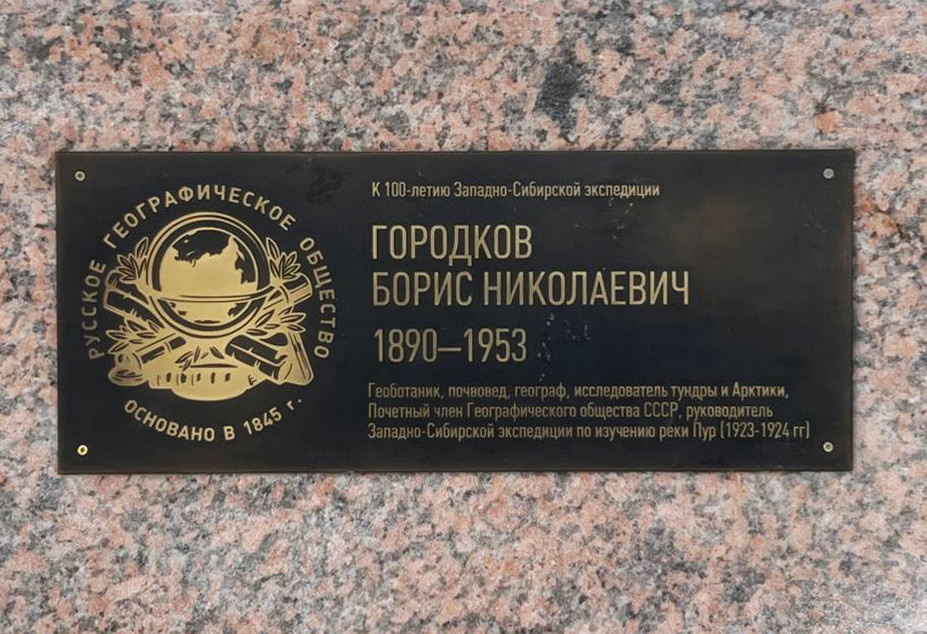 РУССКОЕ ГЕОГРАФИЧЕСКОЕ ОБЩЕСТВО
ОСНОВАНО В 1845 г.
К 100-летию Западно-Сибирской экспедиции
ГОРОДКОВ
БОРИС НИКОЛАЕВИЧ
1890–1953
Геоботаник, почвовед, географ, исследователь тундры и Арктики,
Почетный член Географического общества СССР, руководитель
Западно-Сибирской экспедиции по изучению реки Пур (1923-1924 гг)